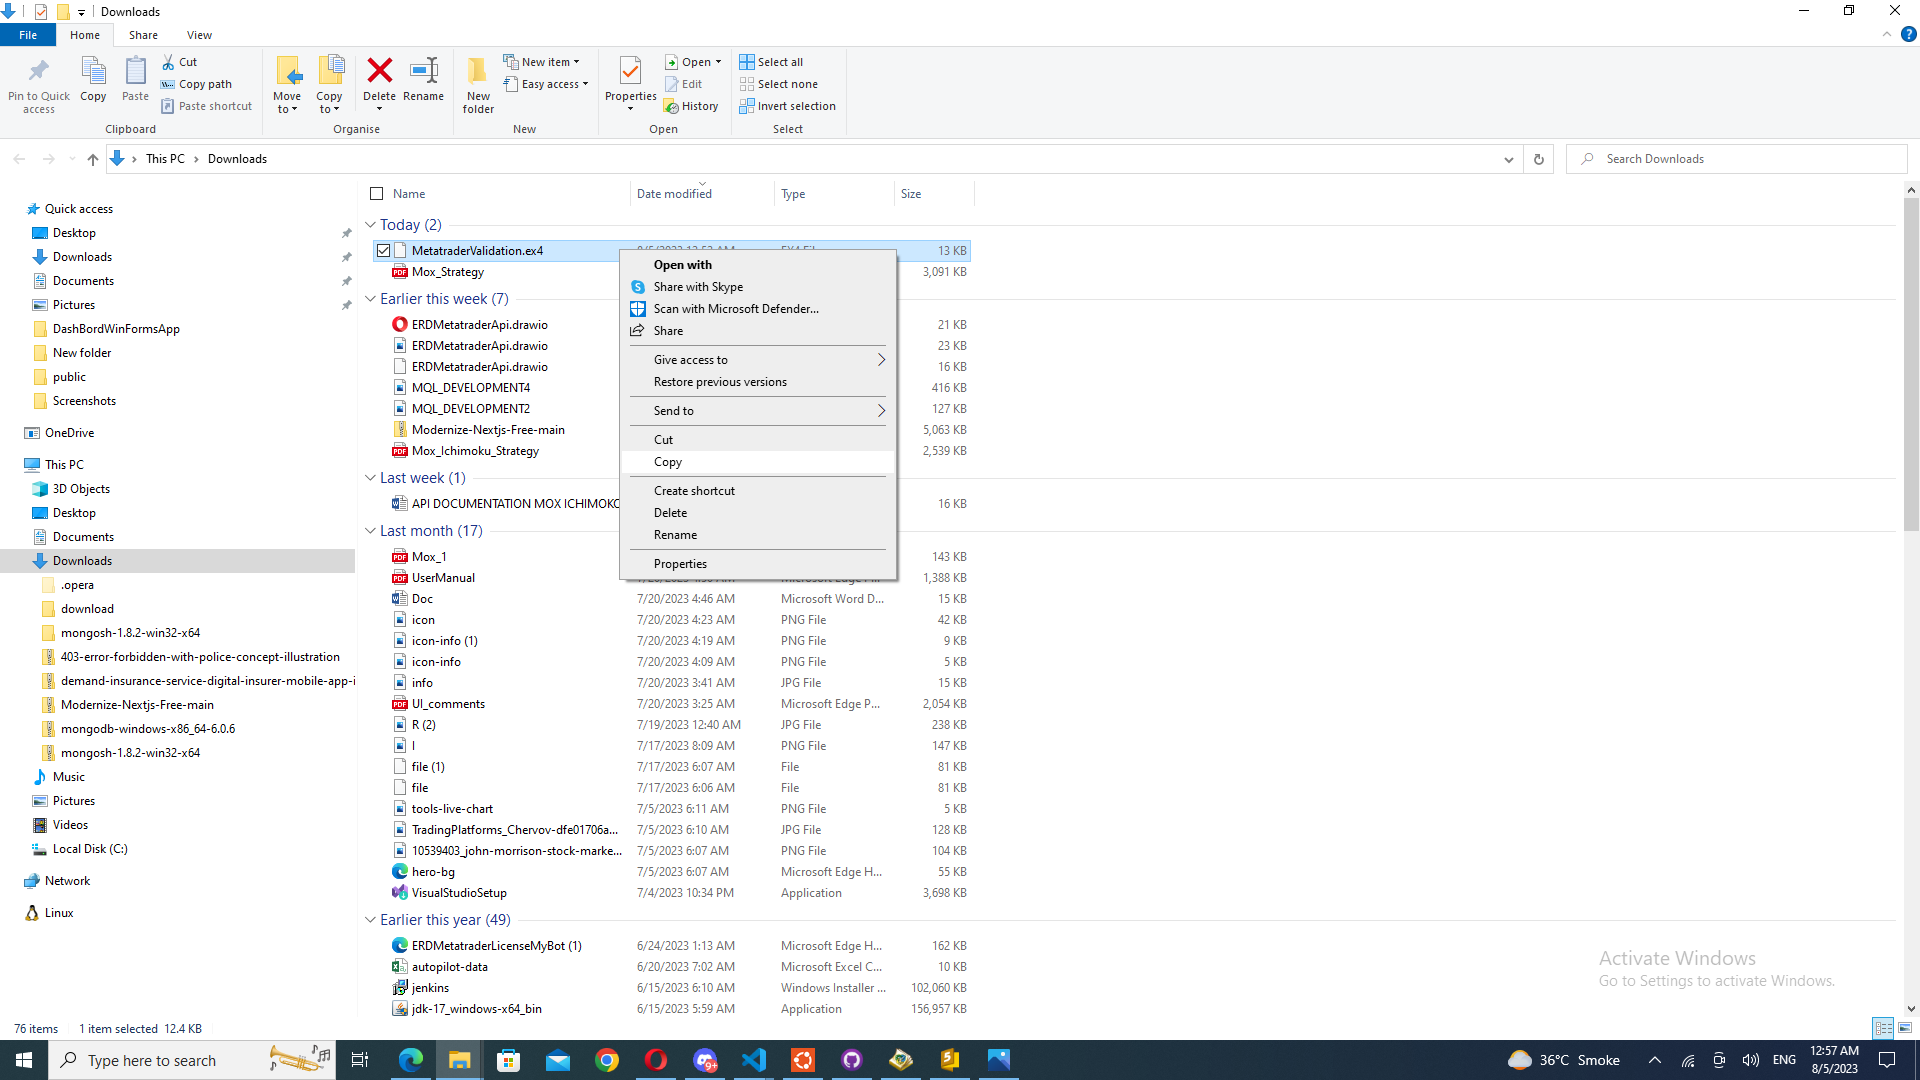 Downloads
File Home Share View
Pin to Quick access
Copy
Paste
Cut
Copy path
Paste shortcut
Clipboard
Move to
Copy to
Delete
Rename
Organise
New folder
New item
Easy access
New
Properties
Open
Edit
History
Open
Select all
Select none
Invert selection
Select
This PC > Downloads
Search Downloads
Quick access
Desktop
Downloads
Documents
Pictures
DashBordWinFormsApp
New folder
public
Screenshots
OneDrive
This PC
3D Objects
Desktop
Documents
Downloads
.opera
download
mongosh-1.8.2-win32-x64
403-error-forbidden-with-police-concept-illustration
demand-insurance-service-digital-insurer-mobile-app-i
Modernize-Nextjs-Free-main
mongodb-windows-x86_64-6.0.6
mongosh-1.8.2-win32-x64
Music
Pictures
Videos
Local Disk (C:)
Network
Linux
Name Date modified Type Size
Today (2)
MetatraderValidation.ex4 13 KB
Mox_Strategy 3,091 KB
Earlier this week (7)
ERDMetatraderApi.drawio 21 KB
ERDMetatraderApi.drawio 23 KB
ERDMetatraderApi.drawio 16 KB
MQL_DEVELOPMENT4 416 KB
MQL_DEVELOPMENT2 127 KB
Modernize-Nextjs-Free-main 5,063 KB
Mox_Ichimoku_Strategy 2,539 KB
Last week (1)
API DOCUMENTATION MOX ICHIMOKO 16 KB
Last month (17)
Mox_1 143 KB
UserManual 1,388 KB
Doc 7/20/2023 4:46 AM Microsoft Word D... 15 KB
icon 7/20/2023 4:23 AM PNG File 42 KB
icon-info (1) 7/20/2023 4:19 AM PNG File 9 KB
icon-info 7/20/2023 4:09 AM PNG File 5 KB
info 7/20/2023 3:41 AM JPG File 15 KB
UI_comments 7/20/2023 3:25 AM Microsoft Edge P... 2,054 KB
R (2) 7/19/2023 12:40 AM JPG File 238 KB
I 7/17/2023 8:09 AM PNG File 147 KB
file (1) 7/17/2023 6:07 AM File 81 KB
file 7/17/2023 6:06 AM File 81 KB
tools-live-chart 7/5/2023 6:11 AM PNG File 5 KB
TradingPlatforms_Chervov-dfe01706a... 7/5/2023 6:10 AM JPG File 128 KB
10539403_john-morrison-stock-marke... 7/5/2023 6:07 AM PNG File 104 KB
hero-bg 7/5/2023 6:07 AM Microsoft Edge H... 55 KB
VisualStudioSetup 7/4/2023 10:34 PM Application 3,698 KB
Earlier this year (49)
ERDMetatraderLicenseMyBot (1) 6/24/2023 1:13 AM Microsoft Edge H... 162 KB
autopilot-data 6/20/2023 7:02 AM Microsoft Excel C... 10 KB
jenkins 6/15/2023 6:10 AM Windows Installer ... 102,060 KB
jdk-17_windows-x64_bin 6/15/2023 5:59 AM Application 156,957 KB
Open with
Share with Skype
Scan with Microsoft Defender...
Share
Give access to
Restore previous versions
Send to
Cut
Copy
Create shortcut
Delete
Rename
Properties
Activate Windows
Go to Settings to activate Windows.
76 items 1 item selected 12.4 KB
Type here to search
9+
36°C Smoke
ENG
12:57 AM
8/5/2023